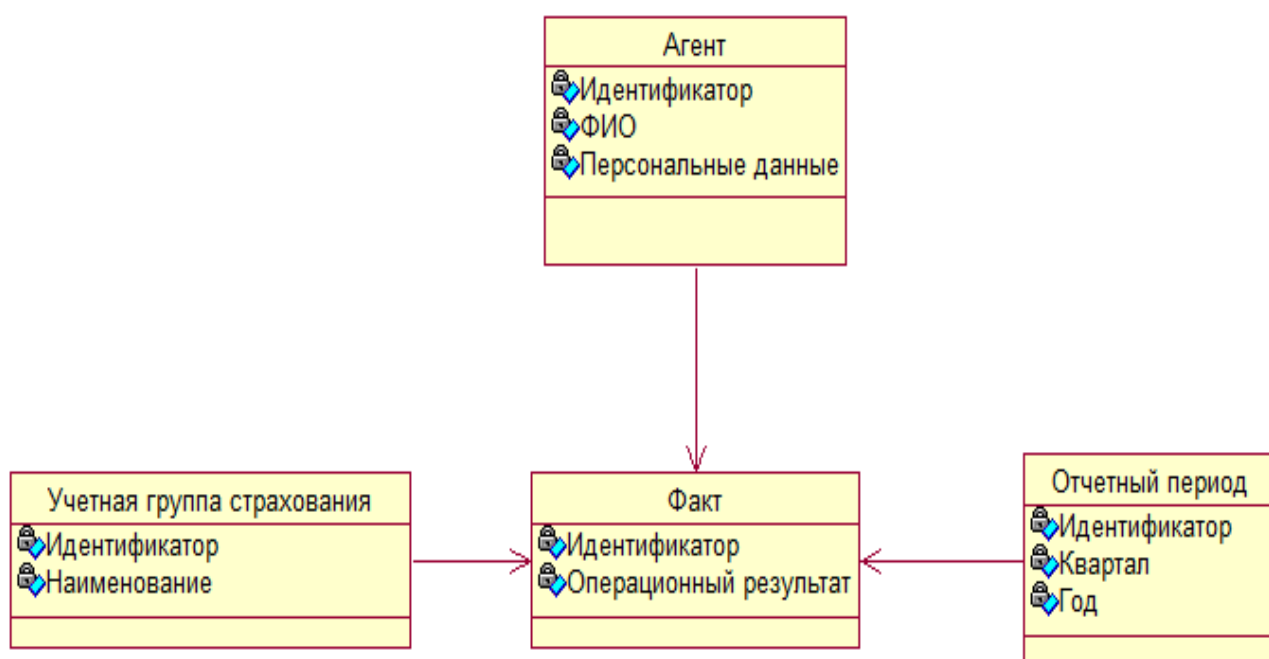 Агент
Идентификатор
ФИО
Персональные данные
Учетная группа страхования
Идентификатор
Наименование
Факт
Идентификатор
Операционный результат
Отчетный период
Идентификатор
Квартал
Год